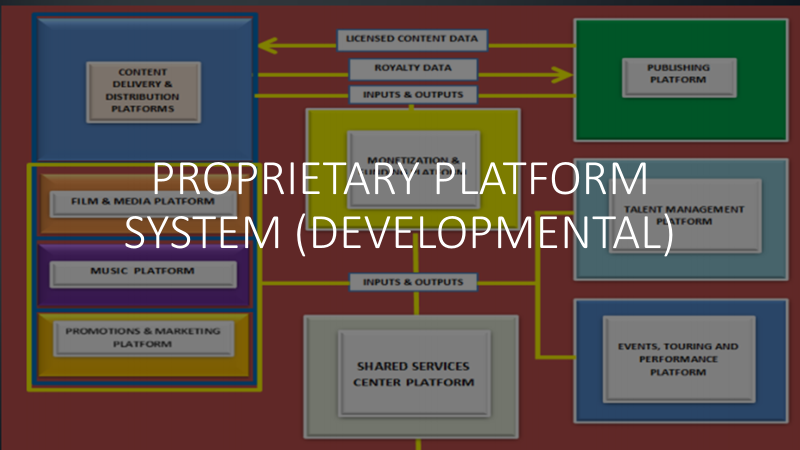 LICENSED CONTENT DATA
ROYALTY DATA
INPUTS & OUTPUTS
CONTENT
DELIVERY &
DISTRIBUTION
PLATFORMS
PUBLISHING
PLATFORM
MONETIZATION &
PLATFORM
PROPRIETARY PLATFORM
SYSTEM (DEVELOPMENTAL)
FILM & MEDIA PLATFORM
TALENT MANAGEMENT
PLATFORM
MUSIC PLATFORM
INPUTS & OUTPUTS
PROMOTIONS & MARKETING
PLATFORM
SHARED SERVICES
CENTER PLATFORM
EVENTS, TOURING AND
PERFORMANCE
PLATFORM